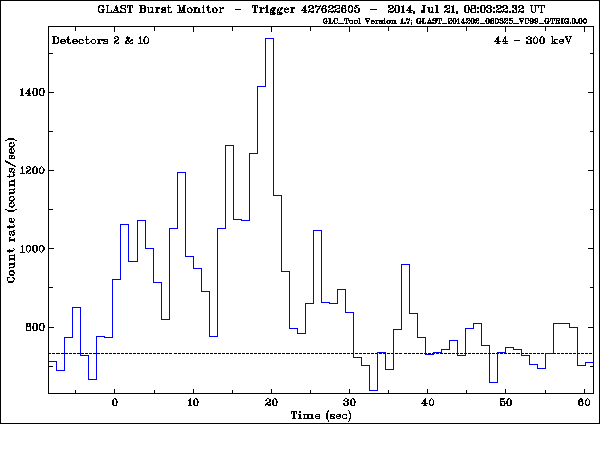 GLAST Burst Monitor - Trigger 427622605 - 2014, Jul 21, 08:03:22.32 UT
GLC_Tool Version 1.7; GLAST_2014202_080325_VC99_GTRIG.0.00
Detectors 2 & 10
44 - 300 keV
1400
1200
1000
800
Count rate (counts/sec)
0 10 20 30 40 50 60
Time (sec)